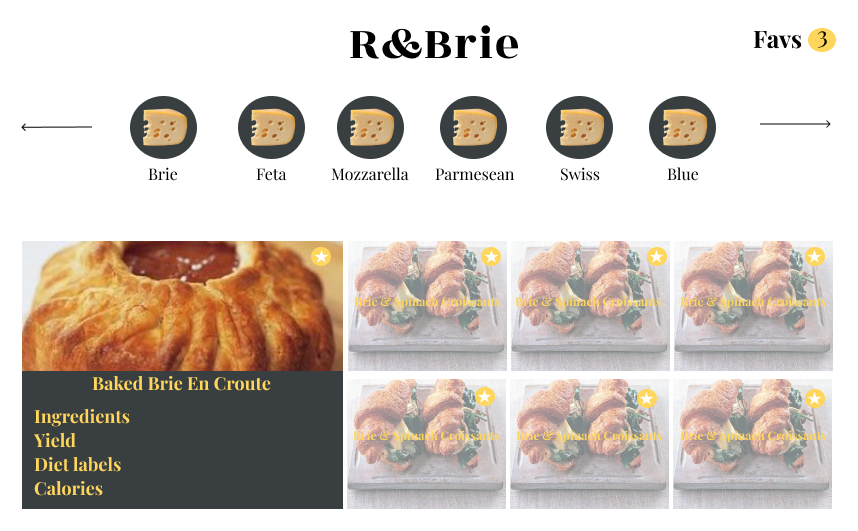 R&Brie
Favs 3
Brie
Feta
Mozzarella
Parmesean
Swiss
Blue
Brie & Spinach Croissants
Brie & Spinach Croissants
Brie & Spinach Croissants
Baked Brie En Croute
Ingredients
Yield
Diet labels
Calories
Brie & Spinach Croissants
Brie & Spinach Croissants
Brie & Spinach Croissants